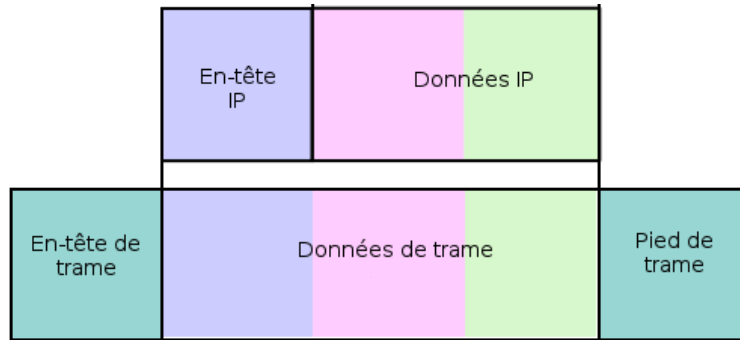 En-tête
IP
Données IP
En-tête de
trame
Données de trame
Pied de
trame